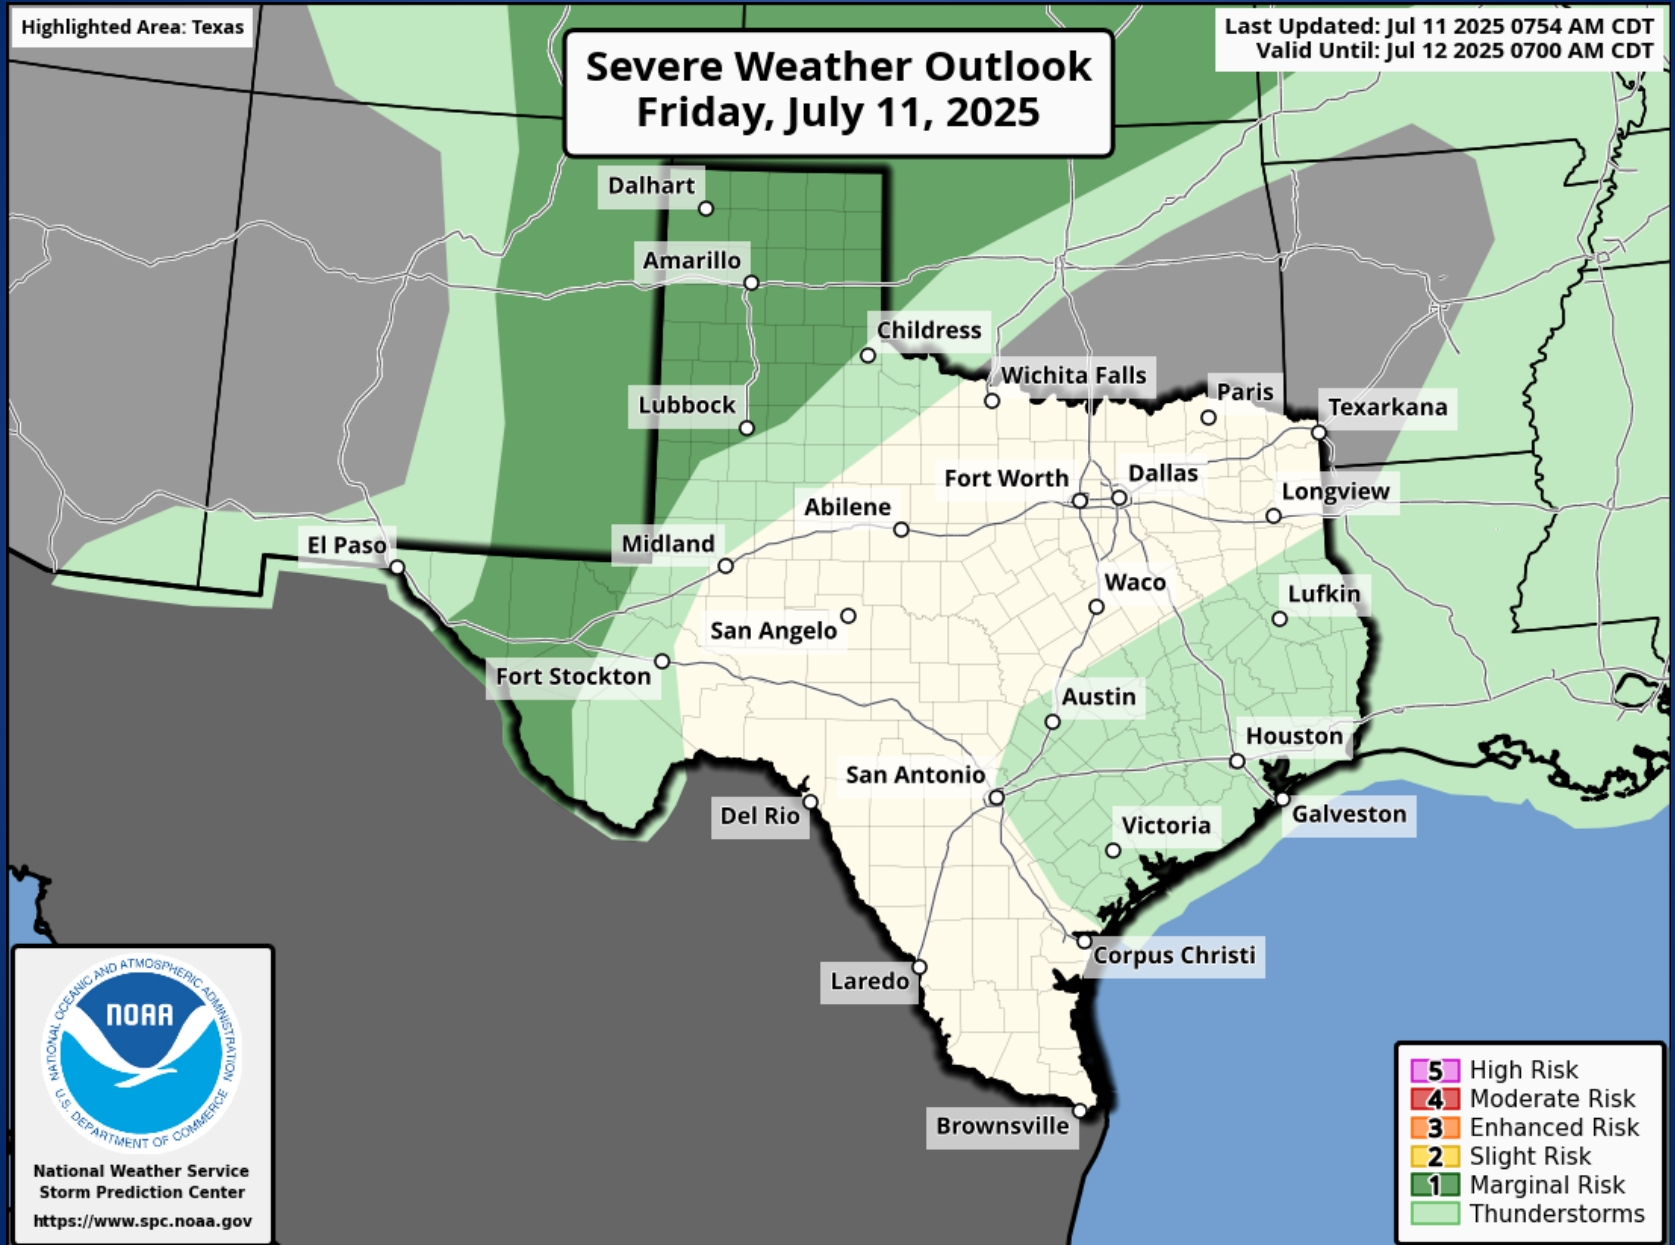 Highlighted Area: Texas
Severe Weather Outlook
Friday, July 11, 2025
Last Updated: Jul 11 2025 0754 AM CDT
Valid Until: Jul 12 2025 0700 AM CDT
Dalhart
Amarillo
Childress
Wichita Falls
Paris
Texarkana
Lubbock
Fort Worth
Dallas
Longview
Abilene
El Paso
Midland
Waco
Lufkin
San Angelo
Fort Stockton
Austin
Houston
San Antonio
Del Rio
Galveston
Victoria
Corpus Christi
Laredo
Brownsville
NATIONAL OCEANIC AND ATMOSPHERIC ADMINISTRATION
NOAA
U.S. DEPARTMENT OF COMMERCE
National Weather Service
Storm Prediction Center
https://www.spc.noaa.gov
5 High Risk
4 Moderate Risk
3 Enhanced Risk
2 Slight Risk
1 Marginal Risk
Thunderstorms